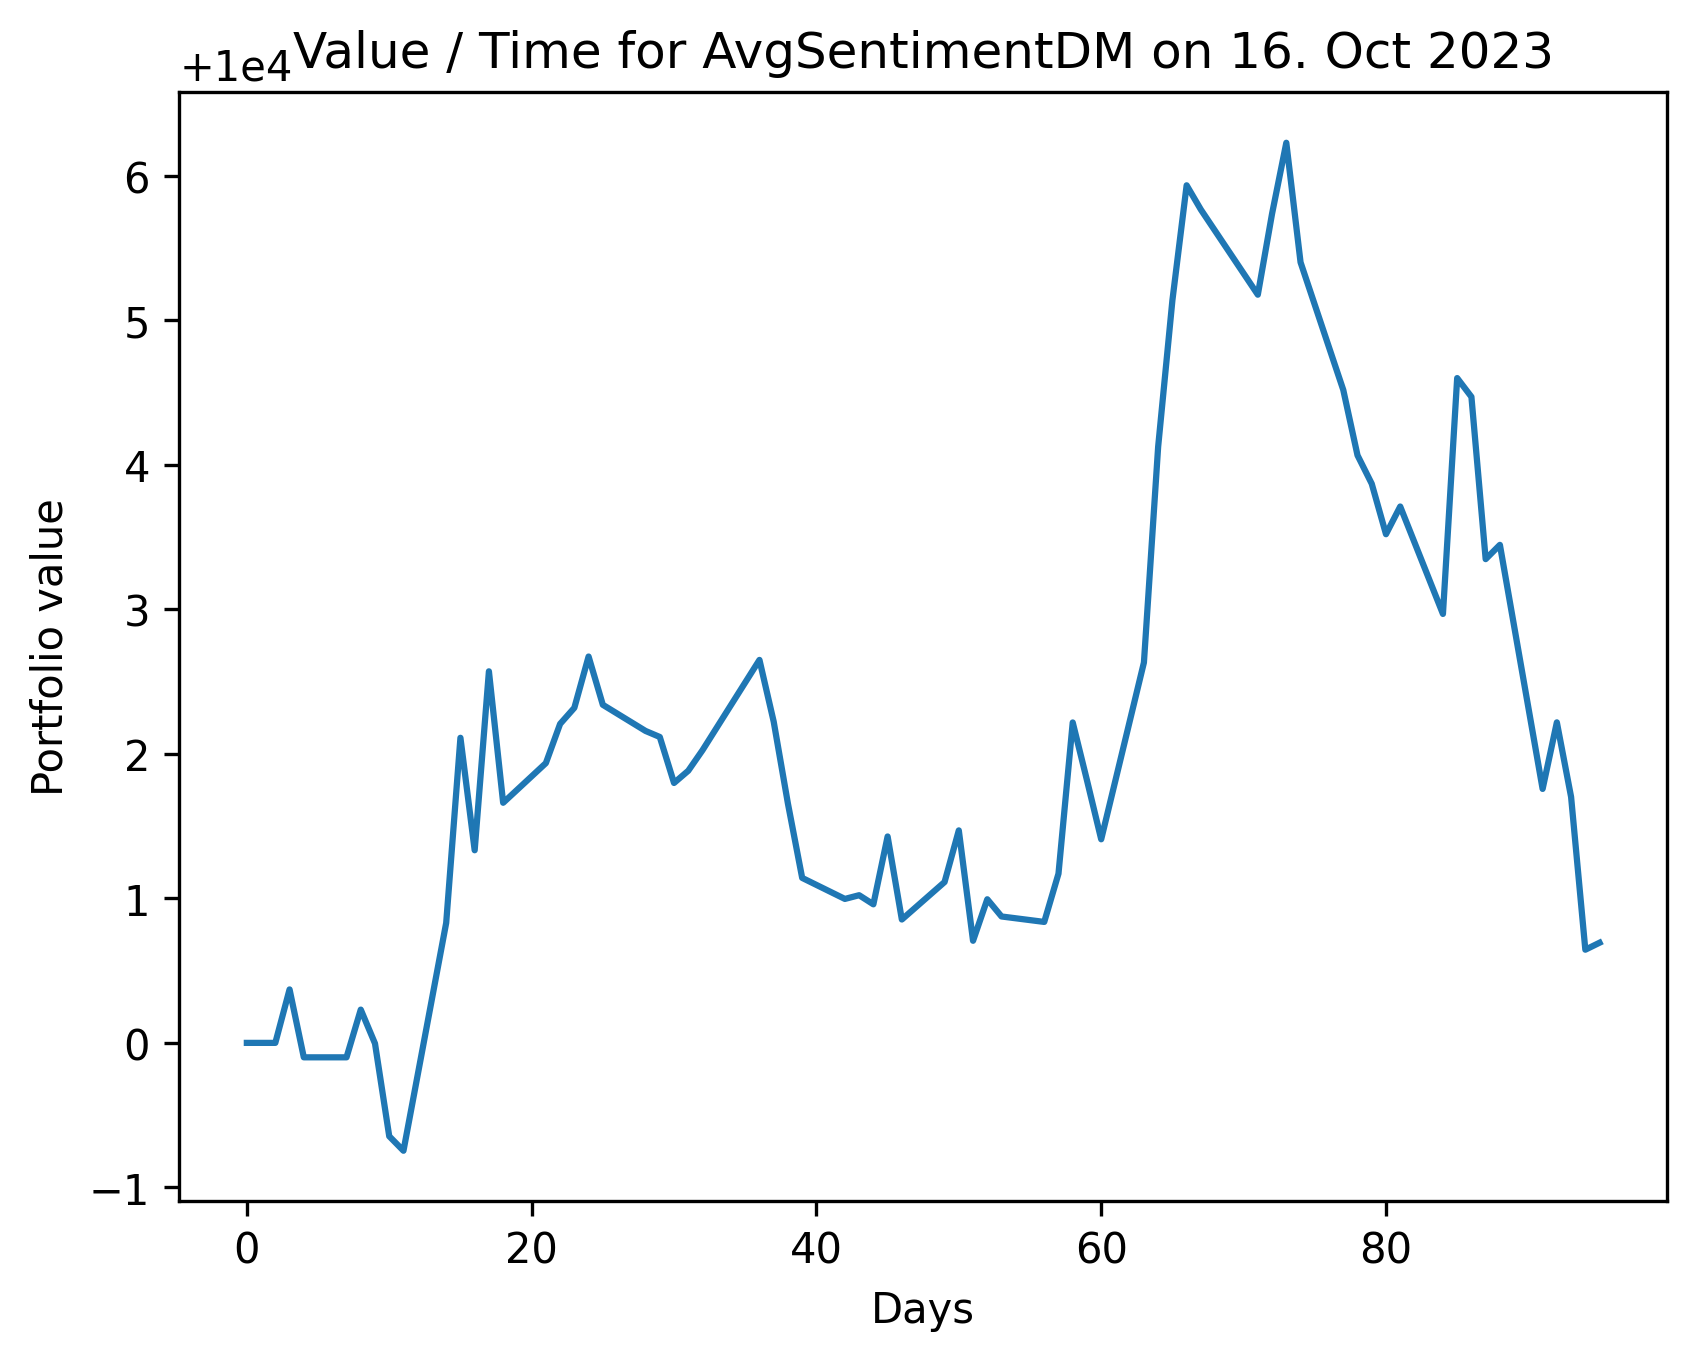 Value / Time for AvgSentimentDM on 16. Oct 2023
+1e4
6
5
4
3
2
1
0
−1
Portfolio value
0 20 40 60 80
Days